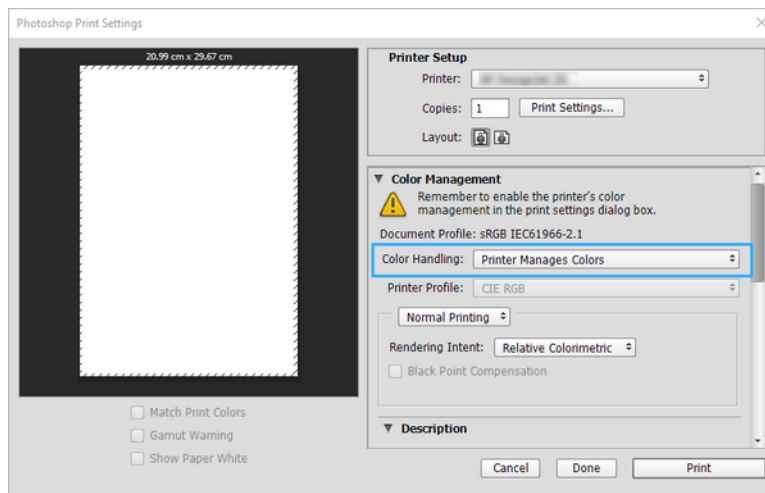 Photoshop Print Settings
20.99 cm x 29.67 cm
Match Print Colors
Gamut Warning
Show Paper White
Printer Setup
Printer:
Copies: 1 Print Settings...
Layout:
Color Management
Remember to enable the printer's color
management in the print settings dialog box.
Document Profile: sRGB IEC61966-2.1
Color Handling: Printer Manages Colors
Printer Profile: CIE RGB
Normal Printing
Rendering Intent: Relative Colorimetric
Black Point Compensation
Description
Cancel Done Print